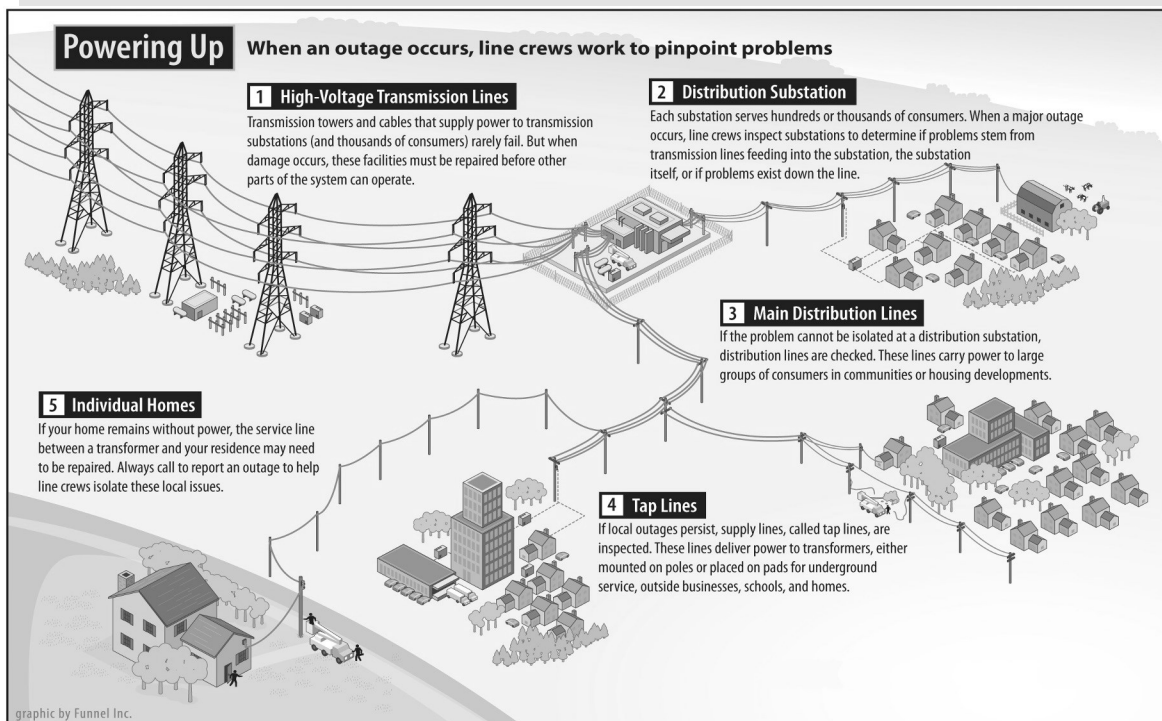 Powering Up
When an outage occurs, line crews work to pinpoint problems
1 High-Voltage Transmission Lines
Transmission towers and cables that supply power to transmission
substations (and thousands of consumers) rarely fail. But when
damage occurs, these facilities must be repaired before other
parts of the system can operate.
2 Distribution Substation
Each substation serves hundreds or thousands of consumers. When a major outage
occurs, line crews inspect substations to determine if problems stem from
transmission lines feeding into the substation, the substation
itself, or if problems exist down the line.
3 Main Distribution Lines
If the problem cannot be isolated at a distribution substation,
distribution lines are checked. These lines carry power to large
groups of consumers in communities or housing developments.
4 Tap Lines
If local outages persist, supply lines, called tap lines, are
inspected. These lines deliver power to transformers, either
mounted on poles or placed on pads for underground
service, outside businesses, schools, and homes.
5 Individual Homes
If your home remains without power, the service line
between a transformer and your residence may need
to be repaired. Always call to report an outage to help
line crews isolate these local issues.
graphic by Funnel Inc.